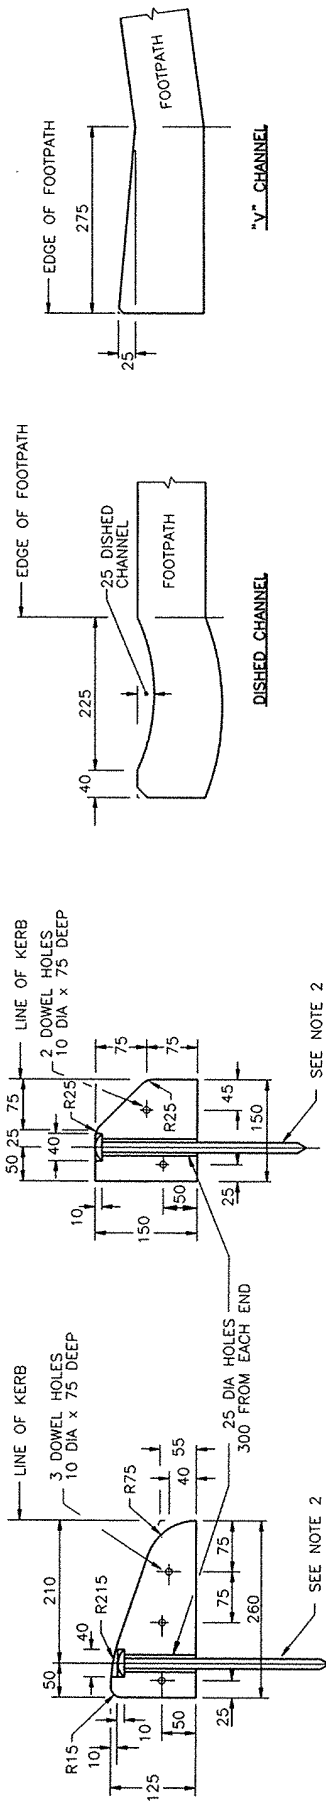 LINE OF KERB
3 DOWEL HOLES
10 DIA x 75 DEEP
50
210
R15
R215
40
R75
10
10
125
50
55
40
25
75
75
260
SEE NOTE 2
25 DIA HOLES
300 FROM EACH END
LINE OF KERB
2 DOWEL HOLES
10 DIA x 75 DEEP
50
25
75
40
R25
10
150
75
75
R25
50
25
45
150
SEE NOTE 2
EDGE OF FOOTPATH
40
225
25 DISHED
CHANNEL
FOOTPATH
DISHED CHANNEL
EDGE OF FOOTPATH
275
25
FOOTPATH
"V" CHANNEL